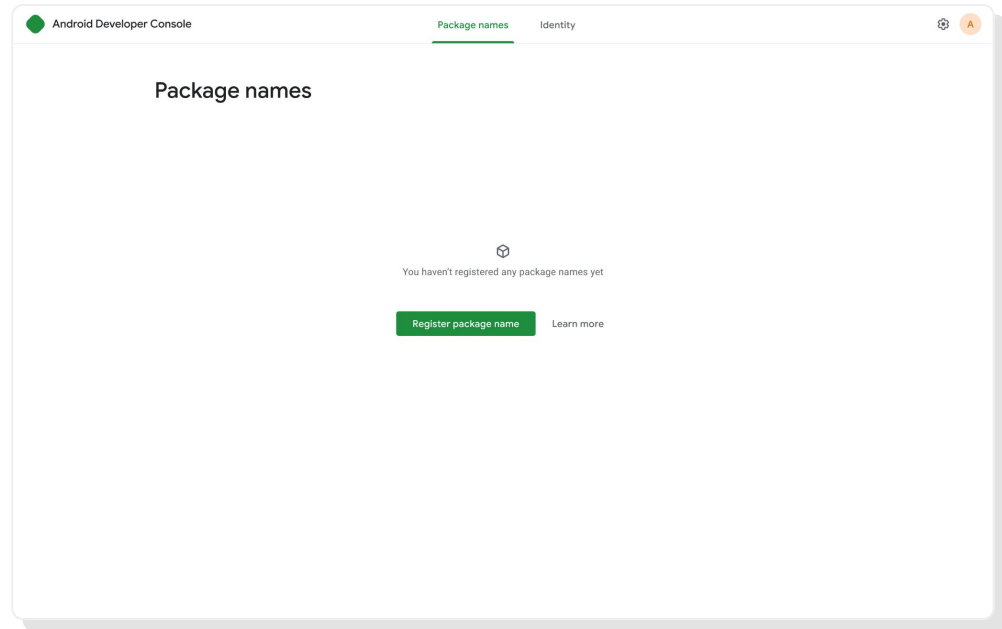 Android Developer Console
Package names
Identity
A
Package names
You haven't registered any package names yet
Register package name
Learn more